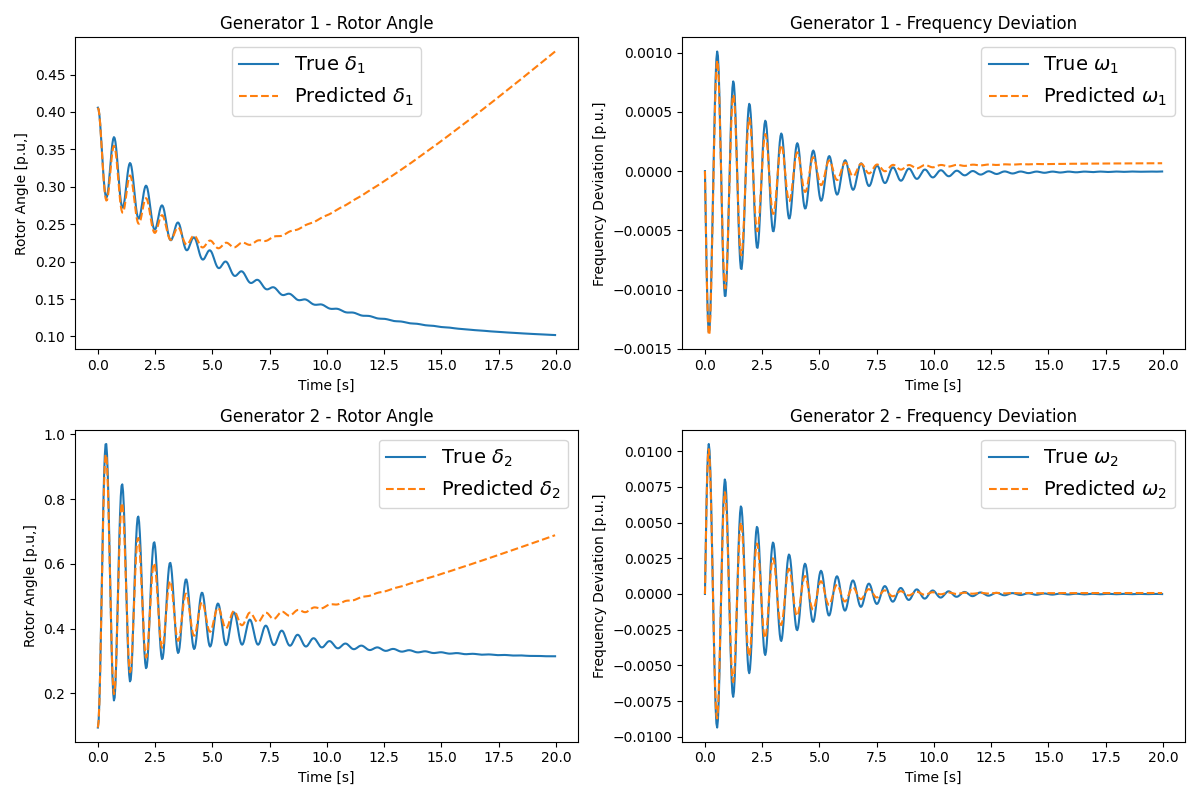 Generator 1 - Rotor Angle
Rotor Angle [p.u,]
0.45
0.40
0.35
0.30
0.25
0.20
0.15
0.10
True δ₁
Predicted δ₁
0.0 2.5 5.0 7.5 10.0 12.5 15.0 17.5 20.0
Time [s]
Generator 1 - Frequency Deviation
Frequency Deviation [p.u.]
0.0010
0.0005
0.0000
−0.0005
−0.0010
−0.0015
True ω₁
Predicted ω₁
0.0 2.5 5.0 7.5 10.0 12.5 15.0 17.5 20.0
Time [s]
Generator 2 - Rotor Angle
Rotor Angle [p.u,]
1.0
0.8
0.6
0.4
0.2
True δ₂
Predicted δ₂
0.0 2.5 5.0 7.5 10.0 12.5 15.0 17.5 20.0
Time [s]
Generator 2 - Frequency Deviation
Frequency Deviation [p.u.]
0.0100
0.0075
0.0050
0.0025
0.0000
−0.0025
−0.0050
−0.0075
−0.0100
True ω₂
Predicted ω₂
0.0 2.5 5.0 7.5 10.0 12.5 15.0 17.5 20.0
Time [s]